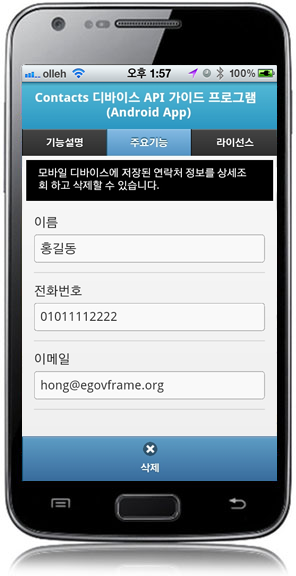 olleh 오후 1:57 100%
Contacts 디바이스 API 가이드 프로그램
(Android App)
기능설명 주요기능 라이선스
모바일 디바이스에 저장된 연락처 정보를 상세조
회 하고 삭제할 수 있습니다.
이름
홍길동
전화번호
01011112222
이메일
hong@egovframe.org
삭제